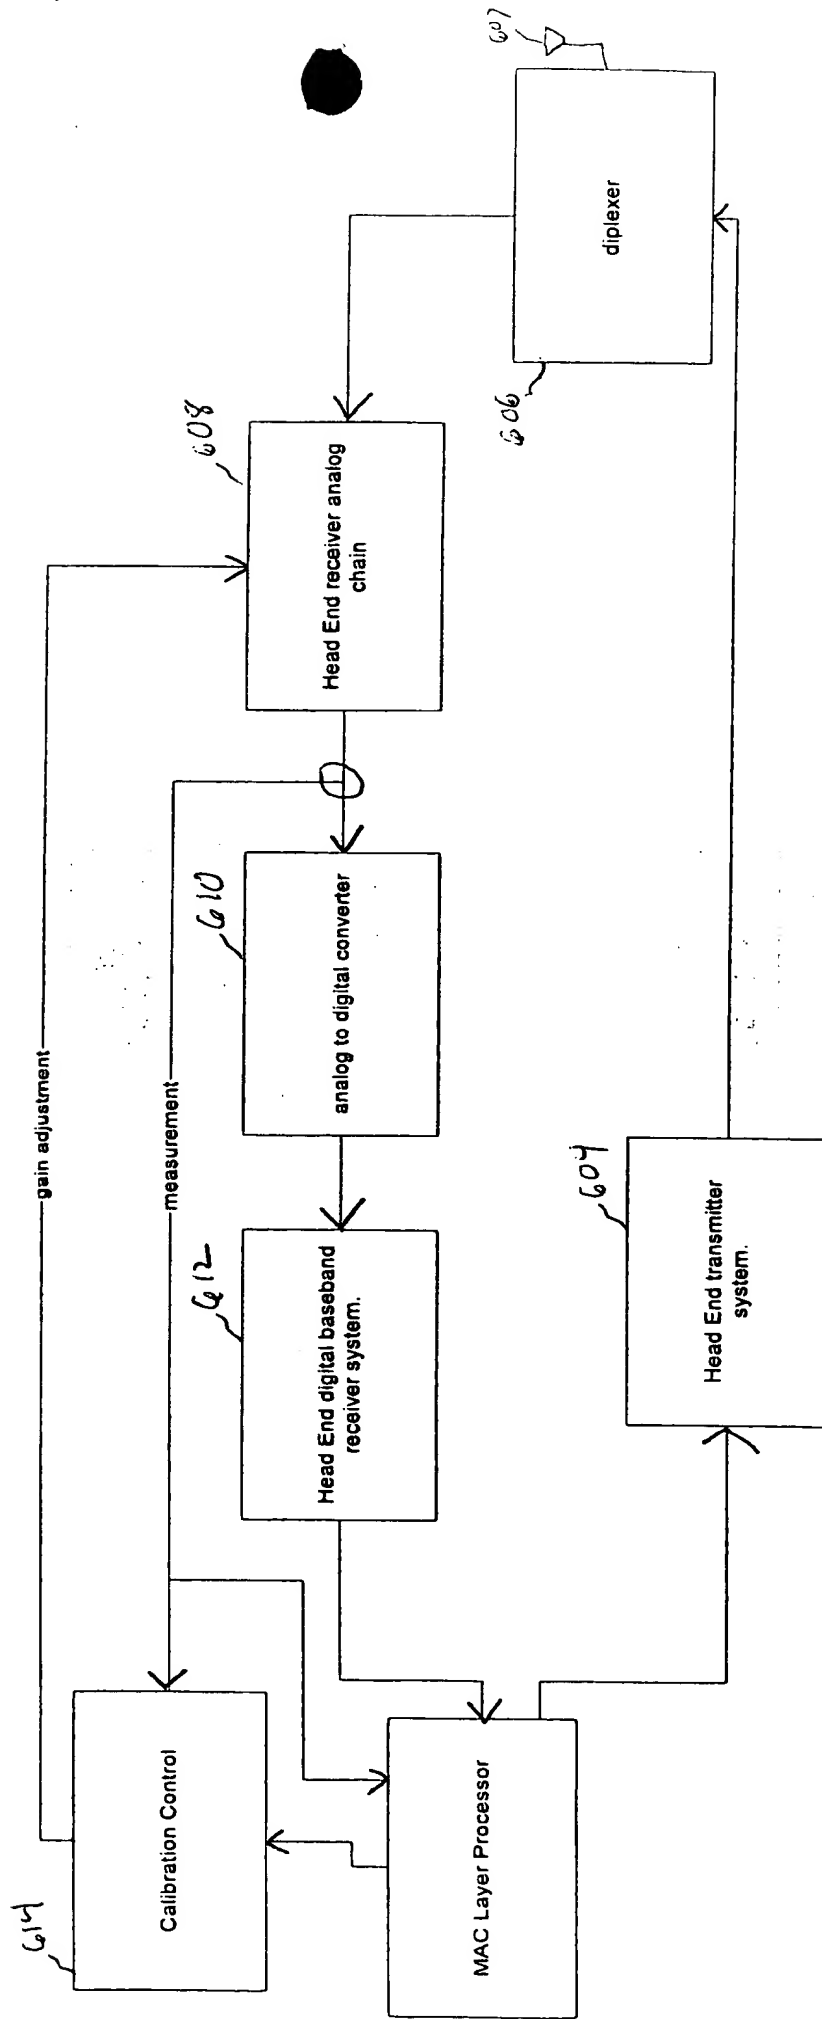 gain adjustment
measurement
614
Calibration Control
MAC Layer Processor
612
Head End digital baseband
receiver system.
610
analog to digital converter
608
Head End receiver analog
chain
604
Head End transmitter
system.
606
diplexer
607